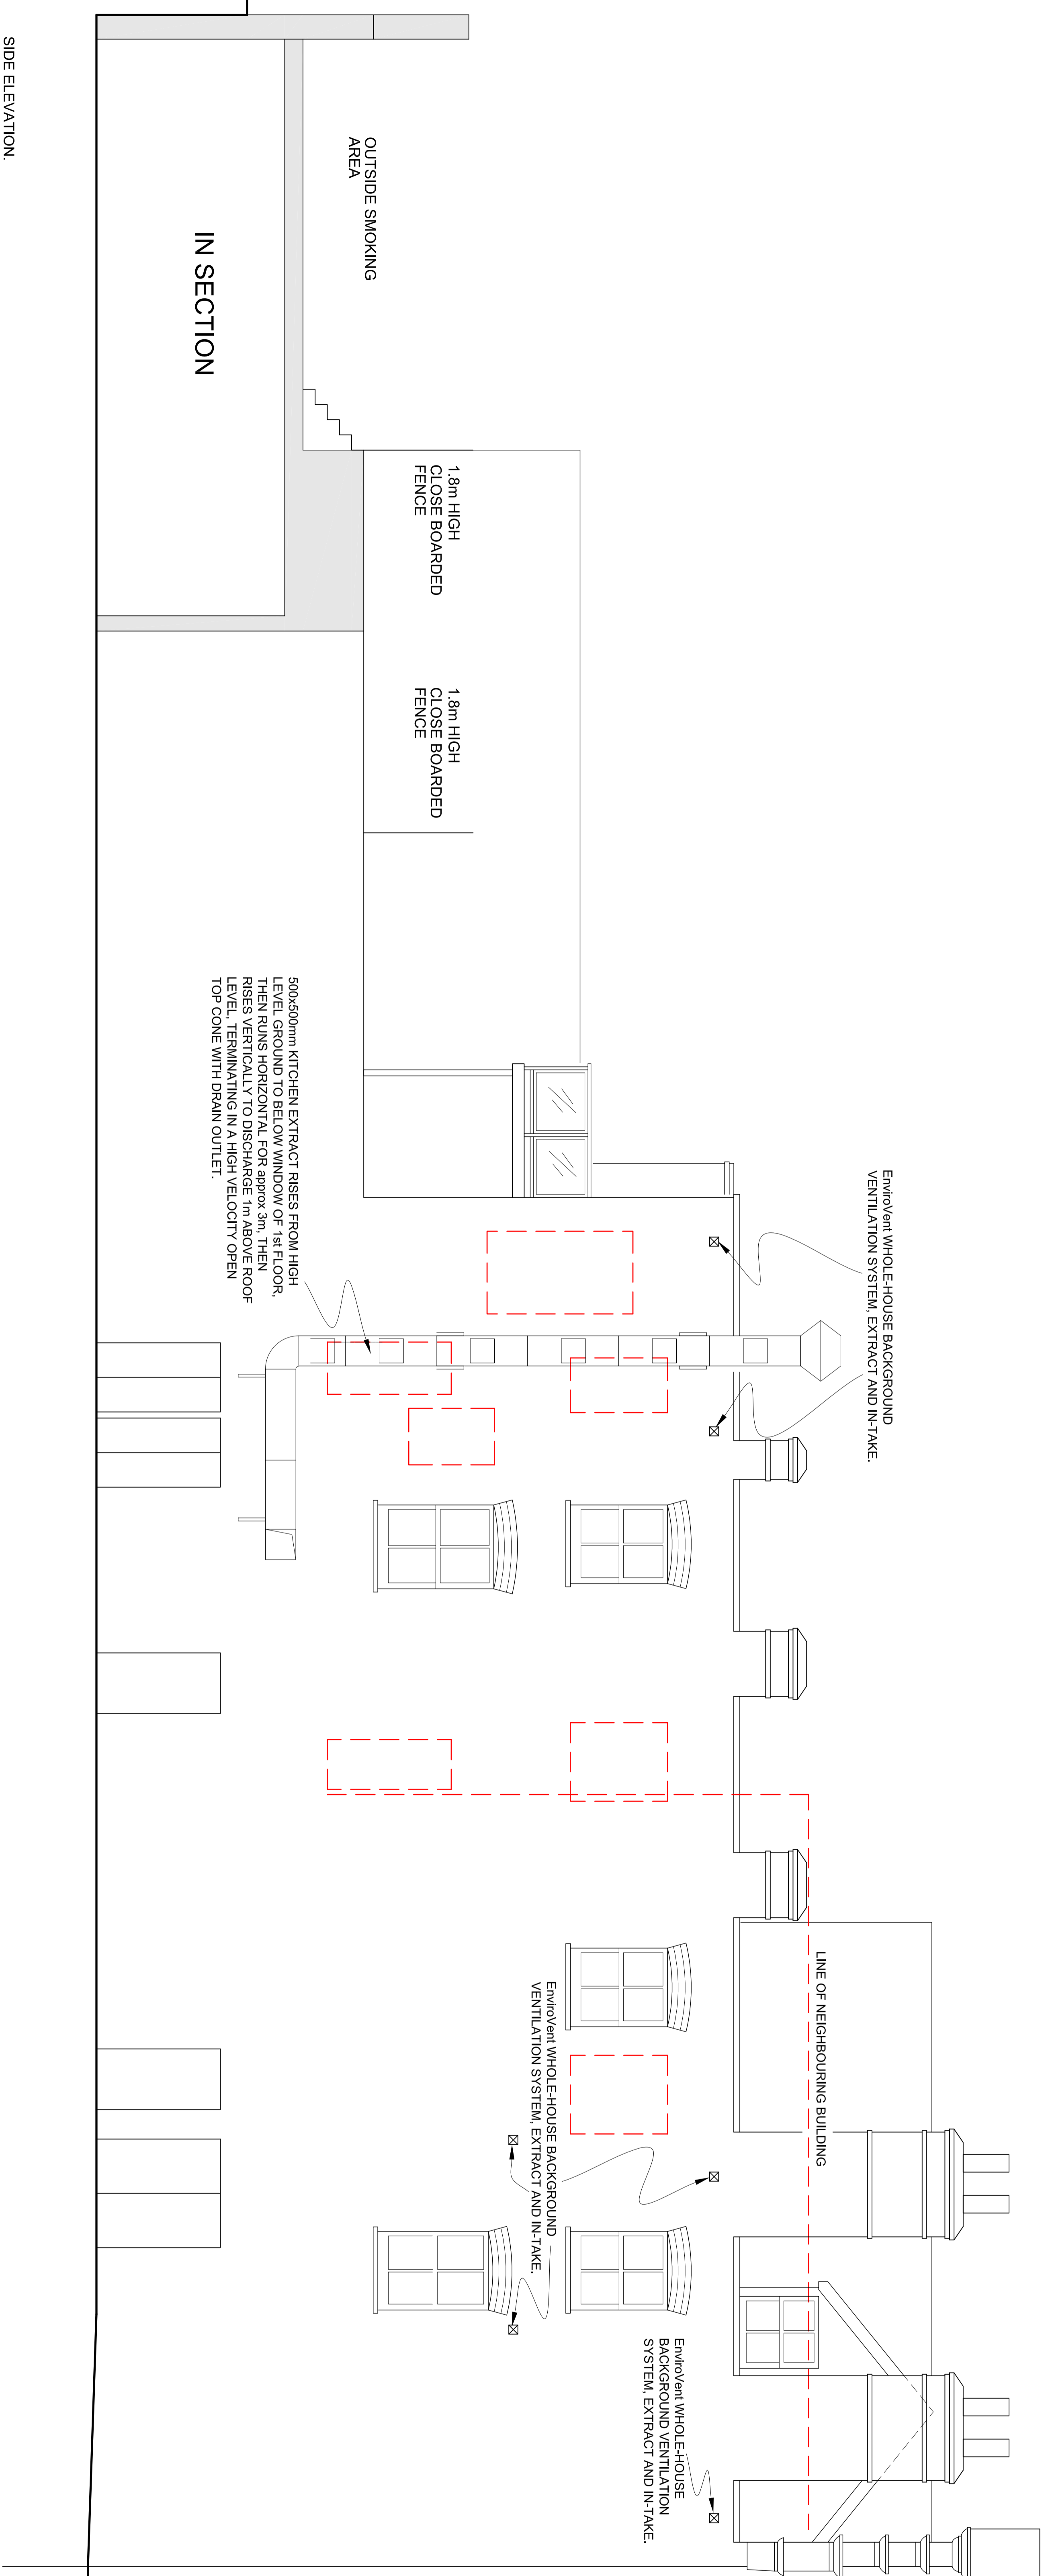 EnviroVent WHOLE-HOUSE BACKGROUND
VENTILATION SYSTEM, EXTRACT AND IN-TAKE.
LINE OF NEIGHBOURING BUILDING
EnviroVent WHOLE-HOUSE
BACKGROUND VENTILATION
SYSTEM, EXTRACT AND IN-TAKE.
EnviroVent WHOLE-HOUSE BACKGROUND
VENTILATION SYSTEM, EXTRACT AND IN-TAKE.
1.8m HIGH
CLOSE BOARDED
FENCE
1.8m HIGH
CLOSE BOARDED
FENCE
OUTSIDE SMOKING
AREA
500x500mm KITCHEN EXTRACT RISES FROM HIGH
LEVEL GROUND TO BELOW WINDOW OF 1st FLOOR,
THEN RUNS HORIZONTAL FOR approx 3m, THEN
RISES VERTICALLY TO DISCHARGE 1m ABOVE ROOF
LEVEL, TERMINATING IN A HIGH VELOCITY OPEN
TOP CONE WITH DRAIN OUTLET.
IN SECTION
SIDE ELEVATION.